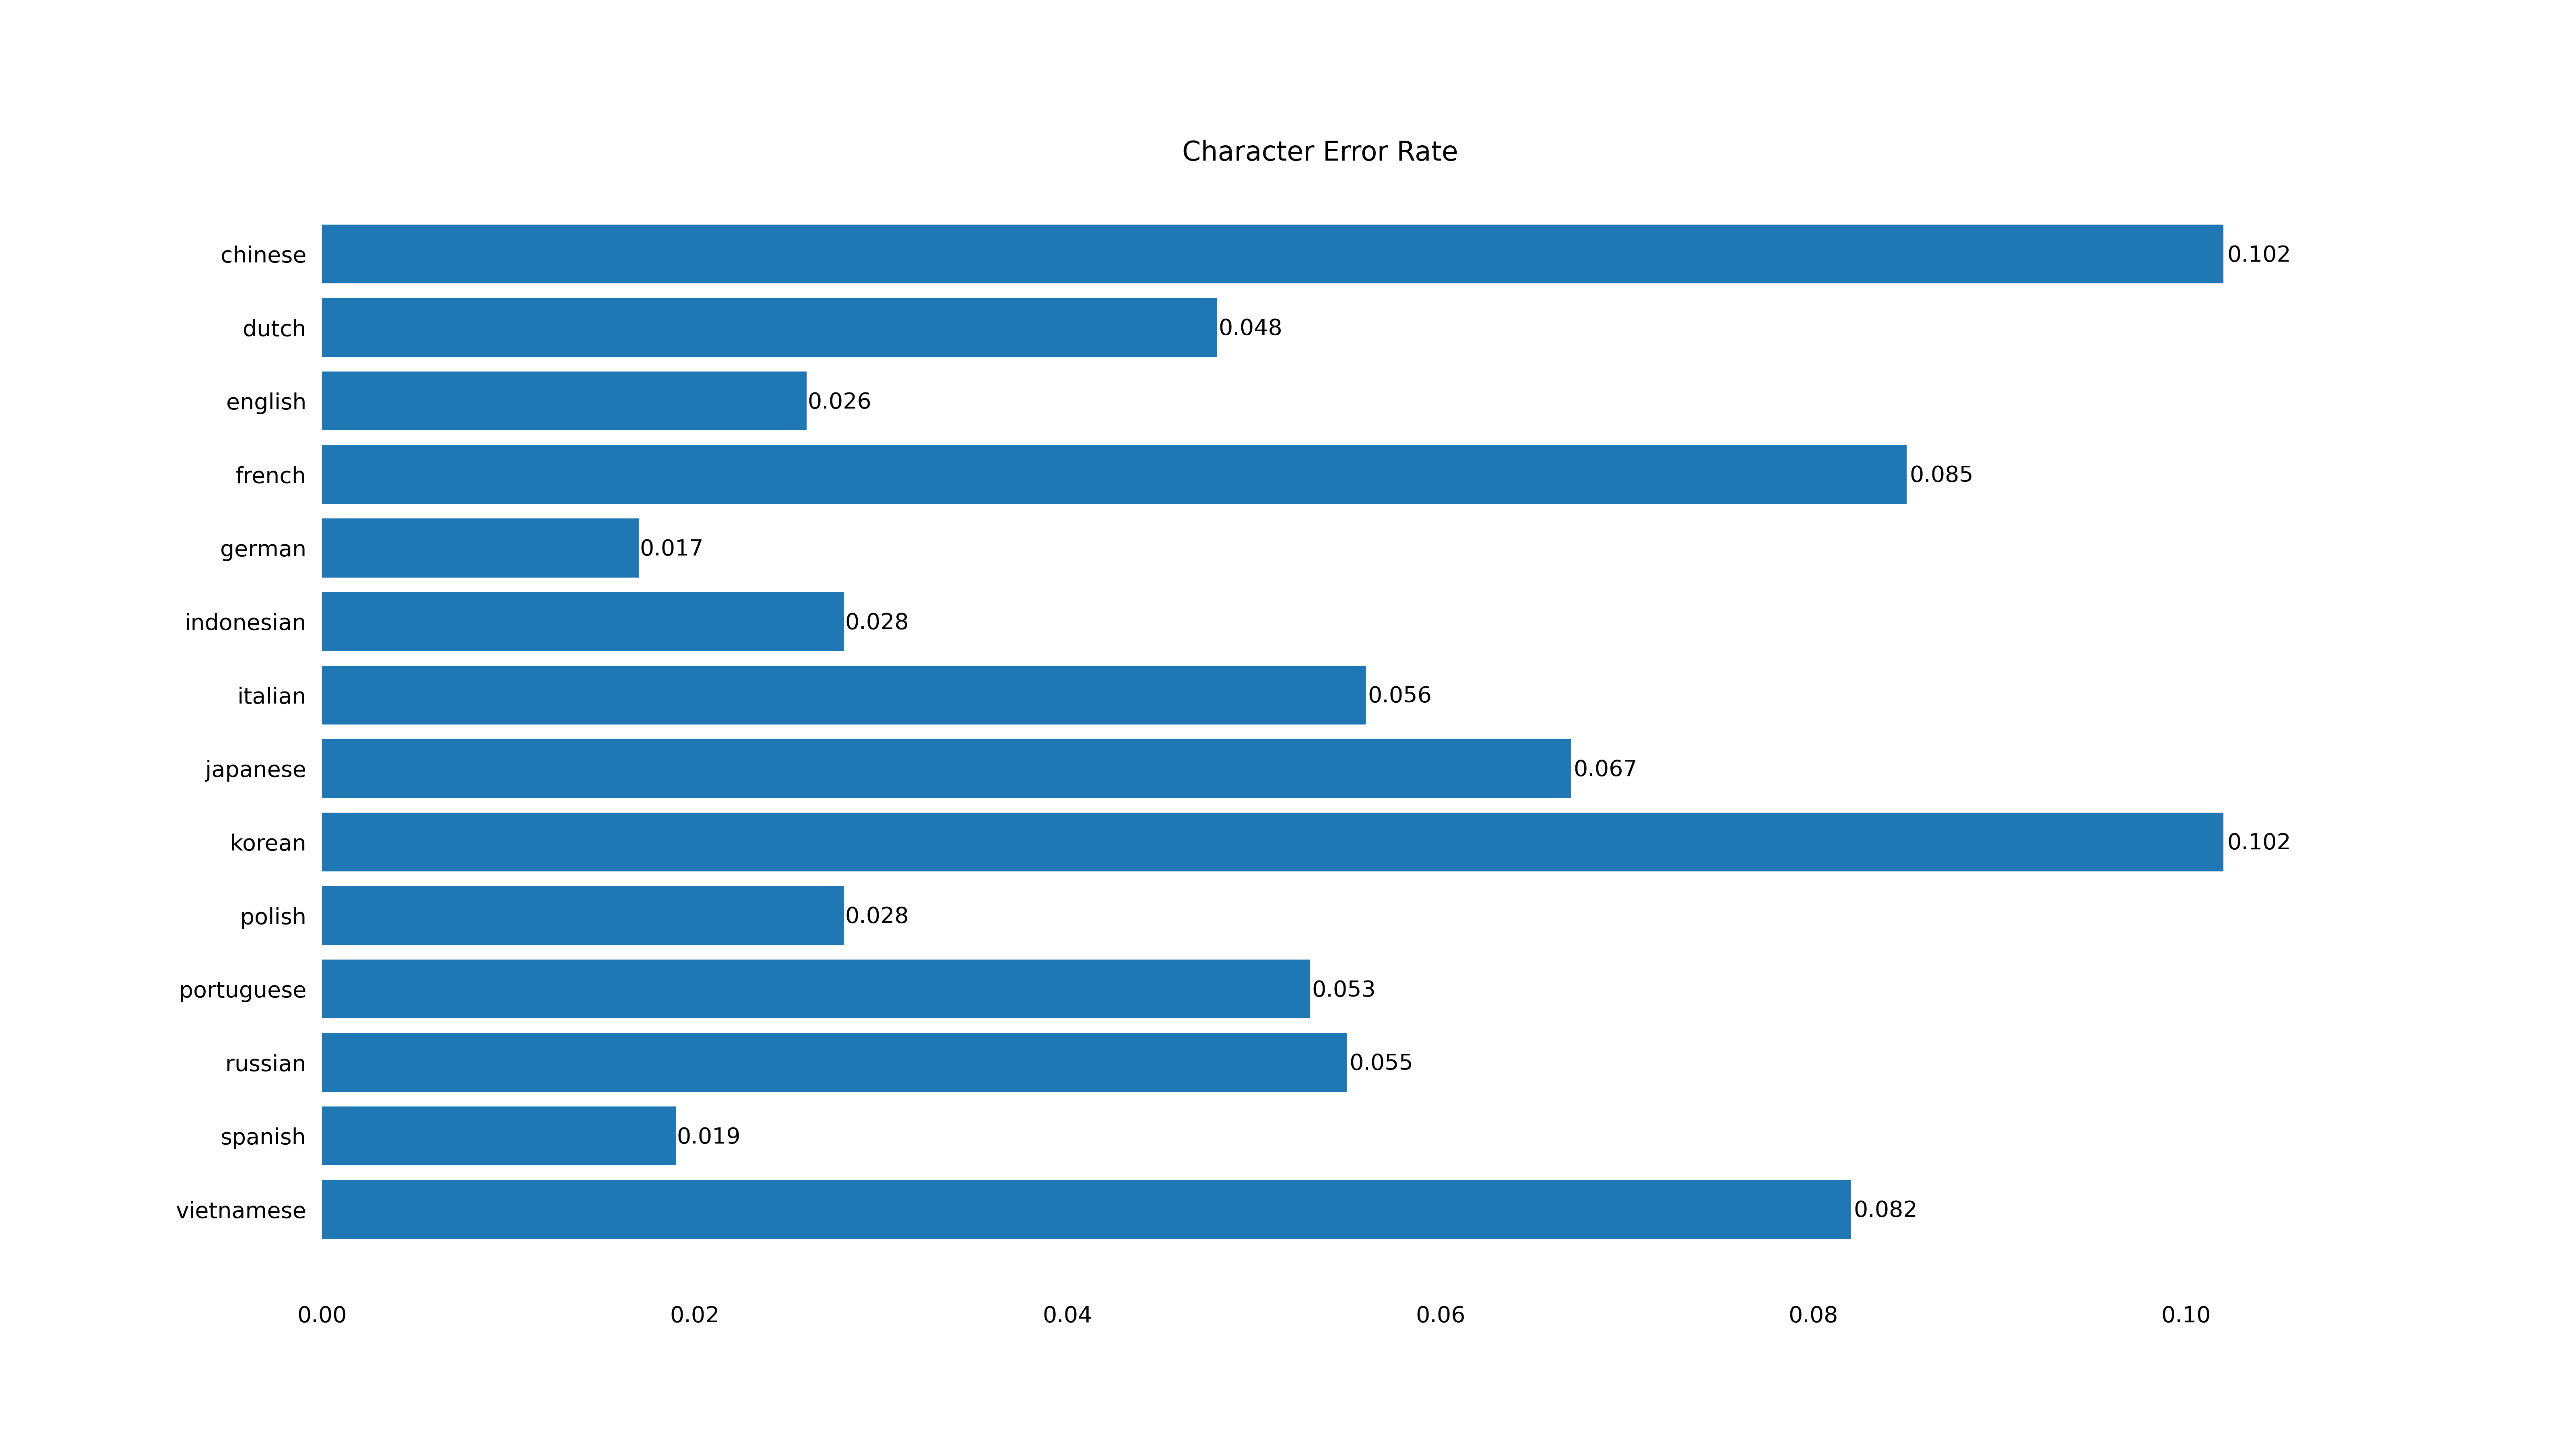 Character Error Rate
chinese 0.102
dutch 0.048
english 0.026
french 0.085
german 0.017
indonesian 0.028
italian 0.056
japanese 0.067
korean 0.102
polish 0.028
portuguese 0.053
russian 0.055
spanish 0.019
vietnamese 0.082
0.00 0.02 0.04 0.06 0.08 0.10